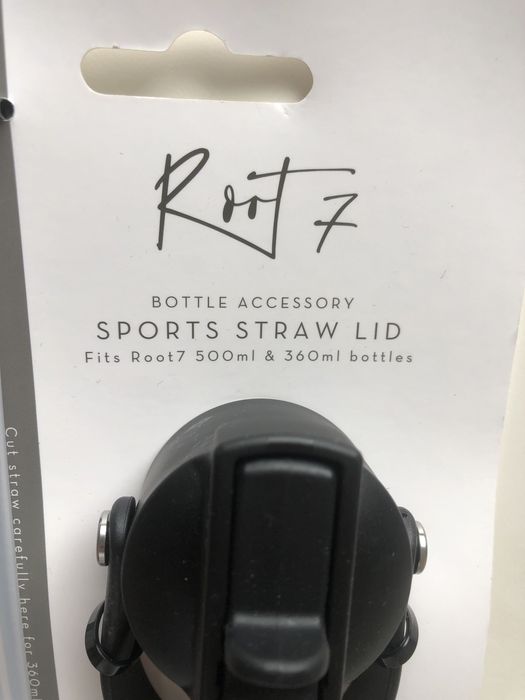 Root 7
BOTTLE ACCESSORY
SPORTS STRAW LID
Fits Root7 500ml & 360ml bottles
Cut straw carefully here for 360m